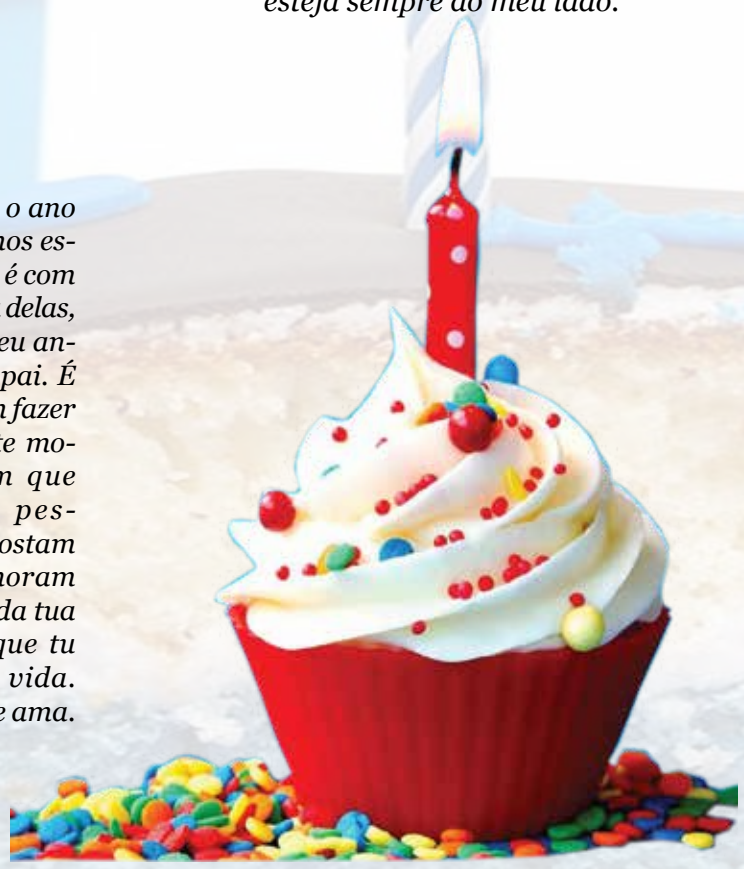 esteja sempre ao meu lado.
o ano
nos es-
é com
delas,
eu an-
pai. É
fazer
te mo-
m que
pes-
ostam
noram
da tua
que tu
vida.
e ama.